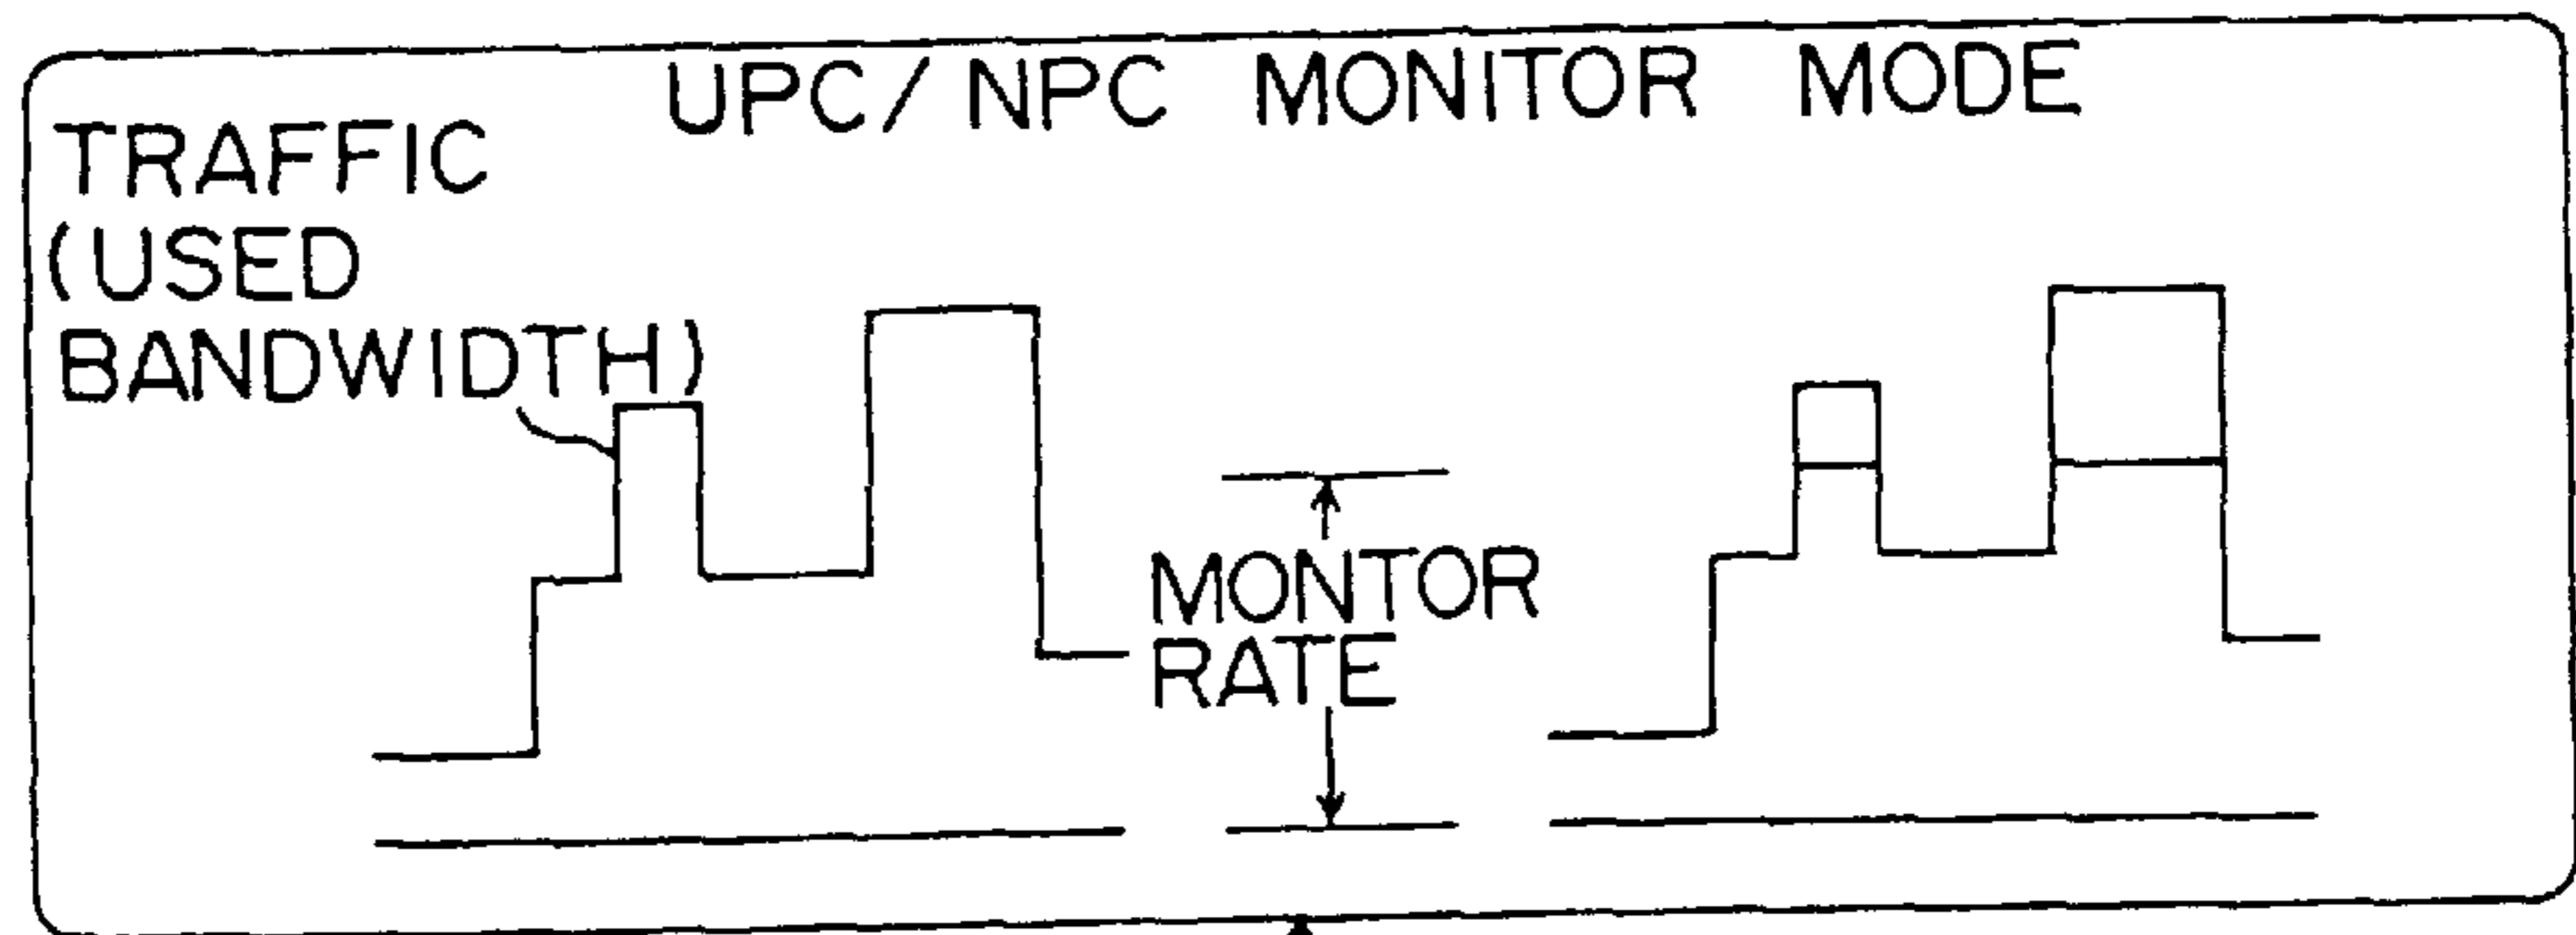 UPC/NPC MONITOR MODE
TRAFFIC
(USED
BANDWIDTH)
MONTOR
RATE